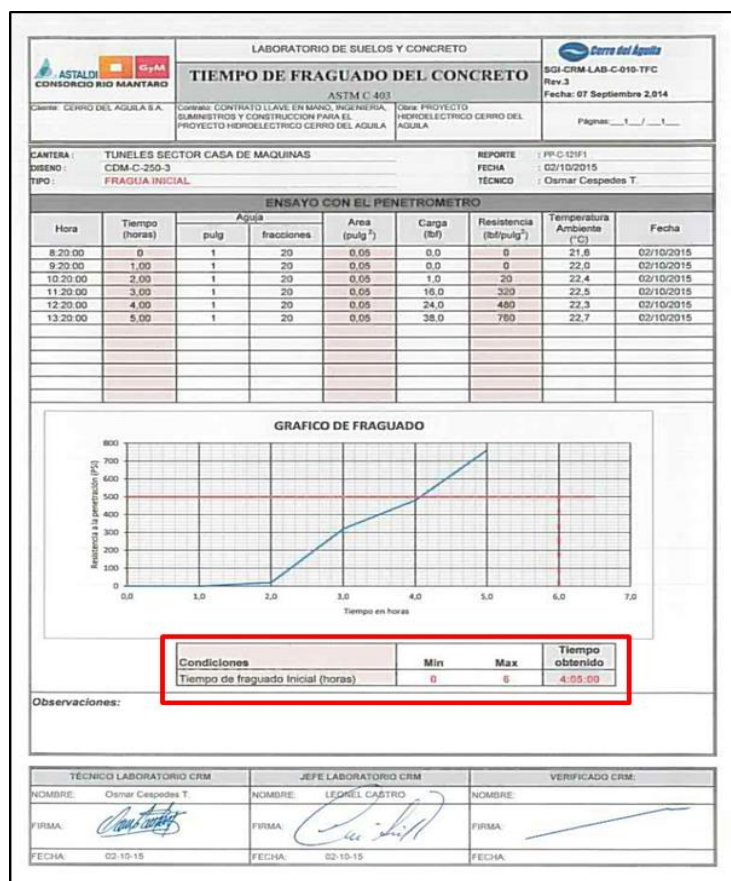 LABORATORIO DE SUELOS Y CONCRETO
Cerro del Aguila
ASTALDI GyM
CONSORCIO RIO MANTARO
TIEMPO DE FRAGUADO DEL CONCRETO
ASTM C 403
SGI-CRM-LAB-C-010-TFC
Rev.3
Fecha: 07 Septiembre 2,014
Cliente: CERRO DEL AGUILA S.A.
Contrato: CONTRATO LLAVE EN MANO, INGENIERIA, SUMINISTROS Y CONSTRUCCION PARA EL PROYECTO HIDROELECTRICO CERRO DEL AGUILA
Obra: PROYECTO HIDROELECTRICO CERRO DEL AGUILA
Páginas: __1__/ __1__
CANTERA : TUNELES SECTOR CASA DE MAQUINAS REPORTE : PP-C-121F1
DISENO : CDM-C-250-3 FECHA : 02/10/2015
TIPO : FRAGUA INICIAL TÉCNICO : Osmar Cespedes T.
ENSAYO CON EL PENETROMETRO
Hora Tiempo (horas) Aguja pulg fracciones Area (pulg 2) Carga (lbf) Resistencia (lbf/pulg2) Temperatura Ambiente (°C) Fecha
8:20:00 0 1 20 0,05 0,0 0 21,6 02/10/2015
9:20:00 1,00 1 20 0,05 0,0 0 22,0 02/10/2015
10:20:00 2,00 1 20 0,05 1,0 20 22,4 02/10/2015
11:20:00 3,00 1 20 0,05 16,0 320 22,5 02/10/2015
12:20:00 4,00 1 20 0,05 24,0 480 22,3 02/10/2015
13:20:00 5,00 1 20 0,05 38,0 760 22,7 02/10/2015
GRAFICO DE FRAGUADO
Resistencia a la penetración (PSI)
800
700
600
500
400
300
200
100
0
0,0 1,0 2,0 3,0 4,0 5,0 6,0 7,0
Tiempo en horas
Condiciones Min Max Tiempo obtenido
Tiempo de fraguado Inicial (horas) 0 6 4:05:00
Observaciones:
TÉCNICO LABORATORIO CRM JEFE LABORATORIO CRM VERIFICADO CRM:
NOMBRE: Osmar Cespedes T. NOMBRE: LEONEL CASTRO NOMBRE:
FIRMA: FIRMA: FIRMA:
FECHA: 02-10-15 FECHA: 02-10-15 FECHA: